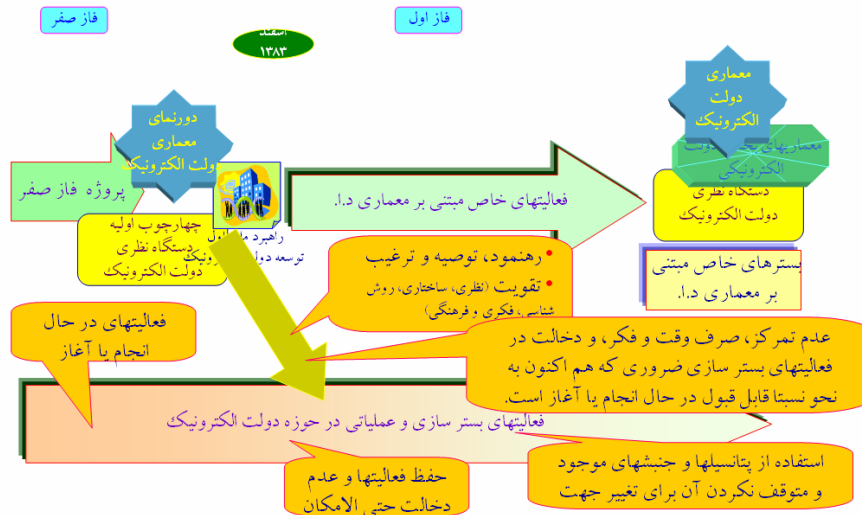 فاز صفر
فاز اول
اسفند
۱۳۸۳
دورنمای
معماری
دولت الکترونیک
پروژه فاز صفر
چهارچوب اولیه
دستگاه نظری
دولت الکترونیک
راهبرد
توسعه
فعالیتهای خاص مبتنی بر معماری د.ا.
معماری
دولت
الکترونیک
معماریهای
دولت
الکترونیکی
دستگاه نظری
دولت الکترونیک
بسترهای خاص مبتنی
بر معماری د.ا.
• رهنمود، توصیه و ترغیب
• تقویت (نظری، ساختاری، روش
شناسی، فکری و فرهنگی)
فعالیتهای در حال
انجام یا آغاز
عدم تمرکز، صرف وقت و فکر، و دخالت در
فعالیتهای بستر سازی ضروری که هم اکنون به
نحو نسبتا قابل قبول در حال انجام یا آغاز است.
فعالیتهای بستر سازی و عملیاتی در حوزه دولت الکترونیک
حفظ فعالیتها و عدم
دخالت حتی الامکان
استفاده از پتانسیلها و جنبشهای موجود
و متوقف نکردن آن برای تغییر جهت